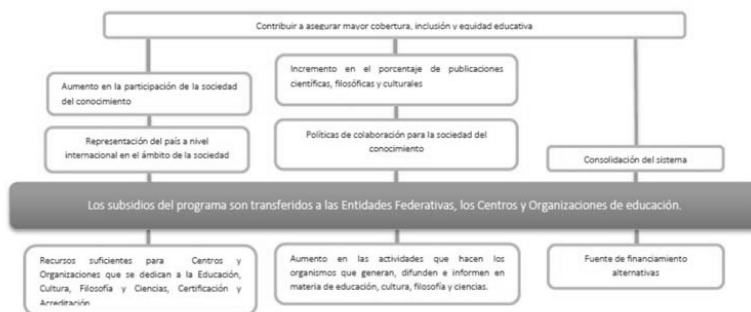 Contribuir a asegurar mayor cobertura, inclusión y equidad educativa
Aumento en la participación de la sociedad
del conocimiento
Incremento en el porcentaje de publicaciones
científicas, filosóficas y culturales
Representación del país a nivel
internacional en el ámbito de la sociedad
Políticas de colaboración para la sociedad del
conocimiento
Consolidación del sistema
Los subsidios del programa son transferidos a las Entidades Federativas, los Centros y Organizaciones de educación.
Recursos suficientes para Centros y
Organizaciones que se dedican a la Educación,
Cultura, Filosofía y Ciencias, Certificación y
Acreditación
Aumento en las actividades que hacen los
organismos que generan, difunden e informen en
materia de educación, cultura, filosofía y ciencias.
Fuente de financiamiento
alternativas